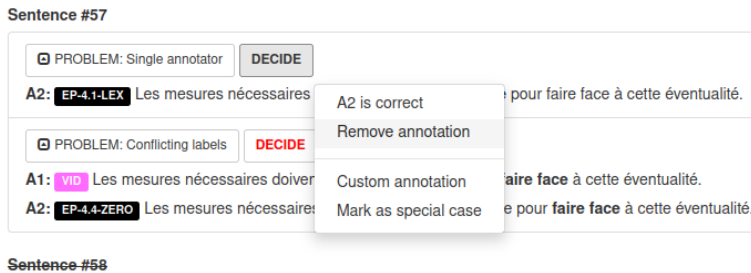 Sentence #57
PROBLEM: Single annotator DECIDE
A2: EP-4.1-LEX Les mesures nécessaires pour faire face à cette éventualité.
A2 is correct
Remove annotation
PROBLEM: Conflicting labels DECIDE
Custom annotation
A1: VID Les mesures nécessaires doiven faire face à cette éventualité.
Mark as special case
A2: EP-4.4-ZERO Les mesures nécessaires e pour faire face à cette éventualité.
Sentence #58